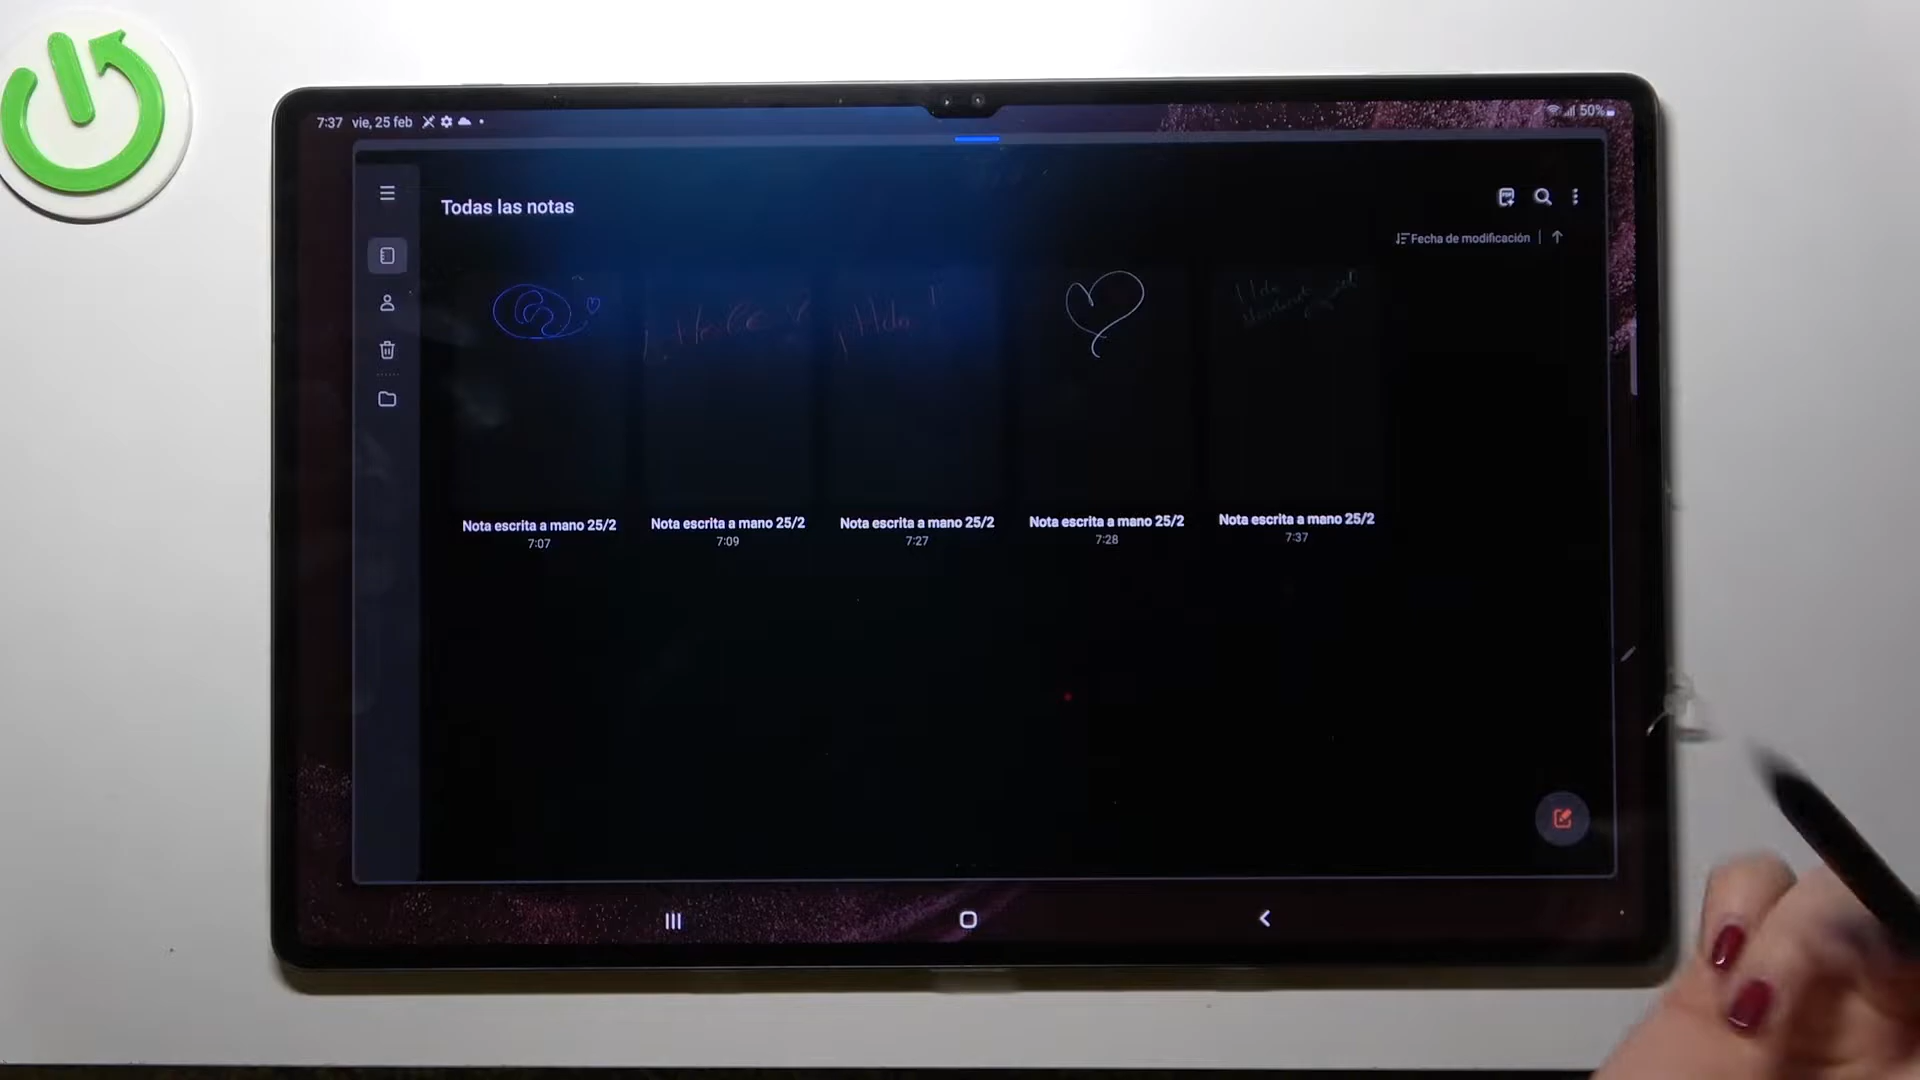 7:37 vie, 25 feb
50%
Todas las notas
Fecha de modificación
¡Hola!
Hola
Nota escrita a mano 25/2
7:07
Nota escrita a mano 25/2
7:09
Nota escrita a mano 25/2
7:27
Nota escrita a mano 25/2
7:28
Nota escrita a mano 25/2
7:37